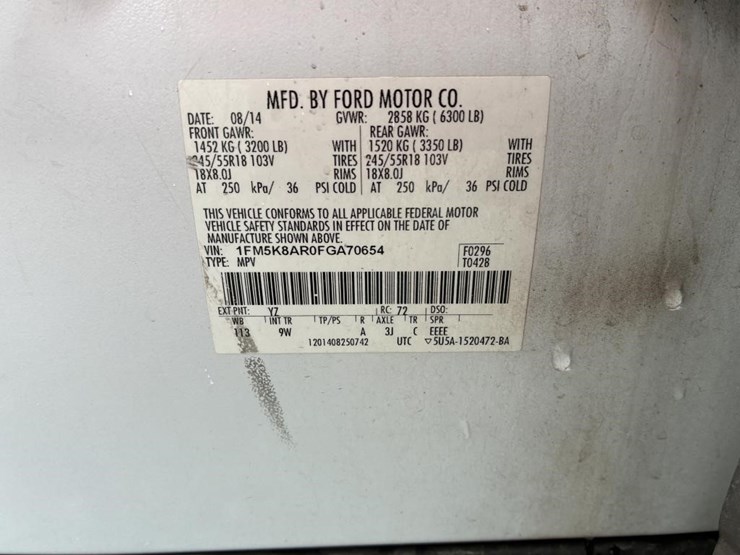 MFD. BY FORD MOTOR CO.
DATE: 08/14 GVWR: 2858 KG ( 6300 LB)
FRONT GAWR: REAR GAWR:
1452 KG ( 3200 LB) WITH 1520 KG ( 3350 LB) WITH
245/55R18 103V TIRES 245/55R18 103V TIRES
18X8.0J RIMS 18X8.0J RIMS
AT 250 kPa/ 36 PSI COLD AT 250 kPa/ 36 PSI COLD
THIS VEHICLE CONFORMS TO ALL APPLICABLE FEDERAL MOTOR
VEHICLE SAFETY STANDARDS IN EFFECT ON THE DATE OF
MANUFACTURE SHOWN ABOVE.
VIN: 1FM5K8AR0FGA70654 F0296
TYPE: MPV T0428
EXT PNT: YZ RC: 72 DSO:
WB INT TR TP/PS R AXLE TR SPR
113 9W A 3J C EEEE
1201408250742 UTC ▽5U5A-1520472-BA